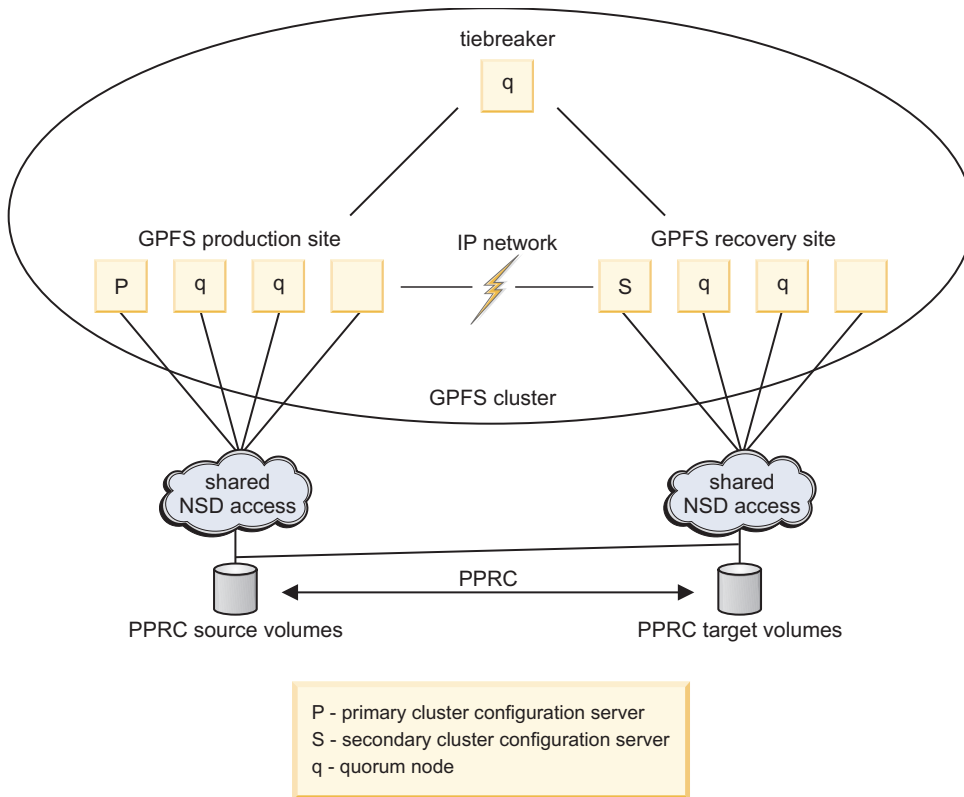 tiebreaker
q
GPFS production site
IP network
GPFS recovery site
P
q
q
S
q
q
GPFS cluster
shared
NSD access
shared
NSD access
PPRC
PPRC source volumes
PPRC target volumes
P - primary cluster configuration server
S - secondary cluster configuration server
q - quorum node